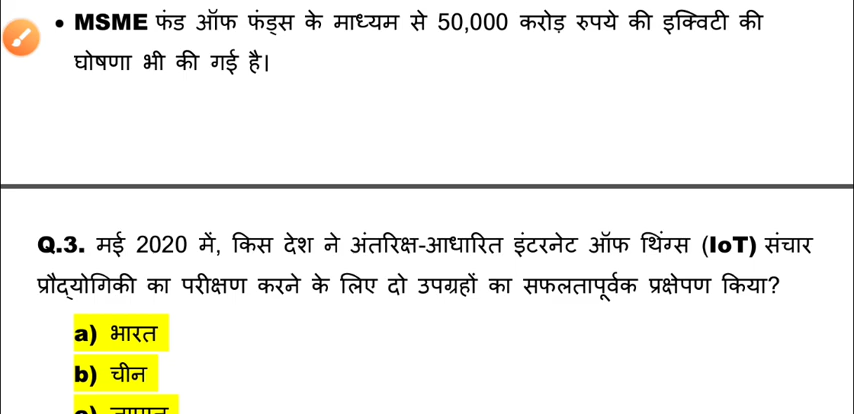 • MSME फंड ऑफ फंड्स के माध्यम से 50,000 करोड़ रुपये की इक्विटी की
घोषणा भी की गई है।
Q.3. मई 2020 में, किस देश ने अंतरिक्ष-आधारित इंटरनेट ऑफ थिंग्स (IoT) संचार
प्रौद्योगिकी का परीक्षण करने के लिए दो उपग्रहों का सफलतापूर्वक प्रक्षेपण किया?
a) भारत
b) चीन